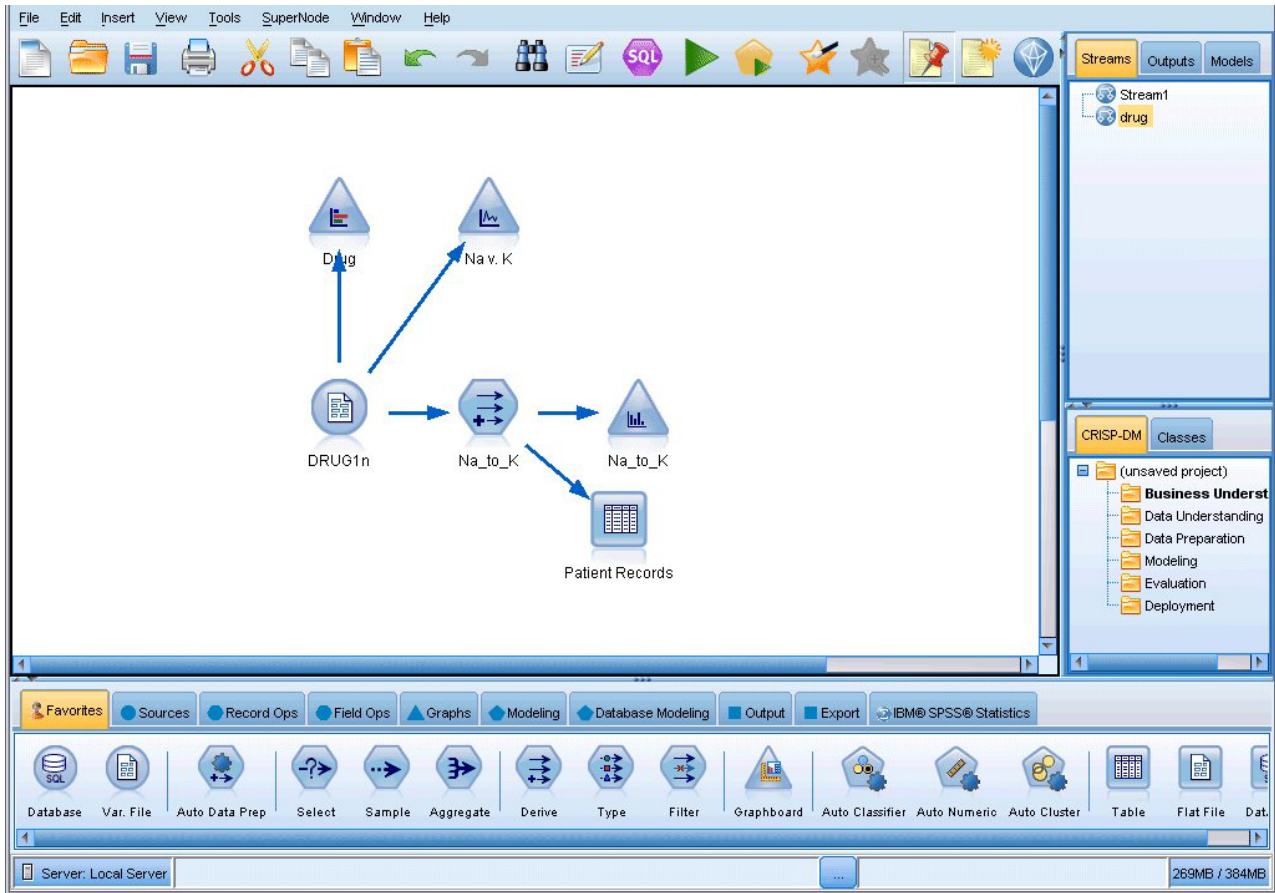 File Edit Insert View Tools SuperNode Window Help
SQL
Streams Outputs Models
Stream1
drug
Drug
Na v. K
DRUG1n
Na_to_K
Na_to_K
Patient Records
CRISP-DM Classes
(unsaved project)
Business Underst
Data Understanding
Data Preparation
Modeling
Evaluation
Deployment
Favorites Sources Record Ops Field Ops Graphs Modeling Database Modeling Output Export IBM® SPSS® Statistics
SQL
Database Var. File Auto Data Prep Select Sample Aggregate Derive Type Filter Graphboard Auto Classifier Auto Numeric Auto Cluster Table Flat File Dat
Server: Local Server ... 269MB / 384MB